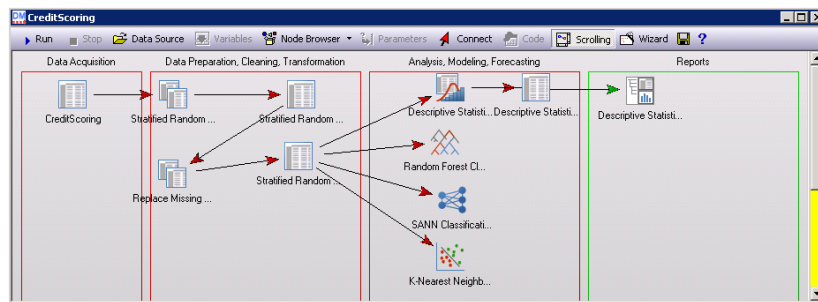 CreditScoring
Run Stop Data Source Variables Node Browser Parameters Connect Code Scrolling Wizard ?
Data Acquisition Data Preparation, Cleaning, Transformation Analysis, Modeling, Forecasting Reports
CreditScoring Stratified Random ... Stratified Random ... Descriptive Statisti... Descriptive Statisti... Descriptive Statisti...
Replace Missing ... Stratified Random ... Random Forest Cl...
SANN Classificati...
K-Nearest Neighb...